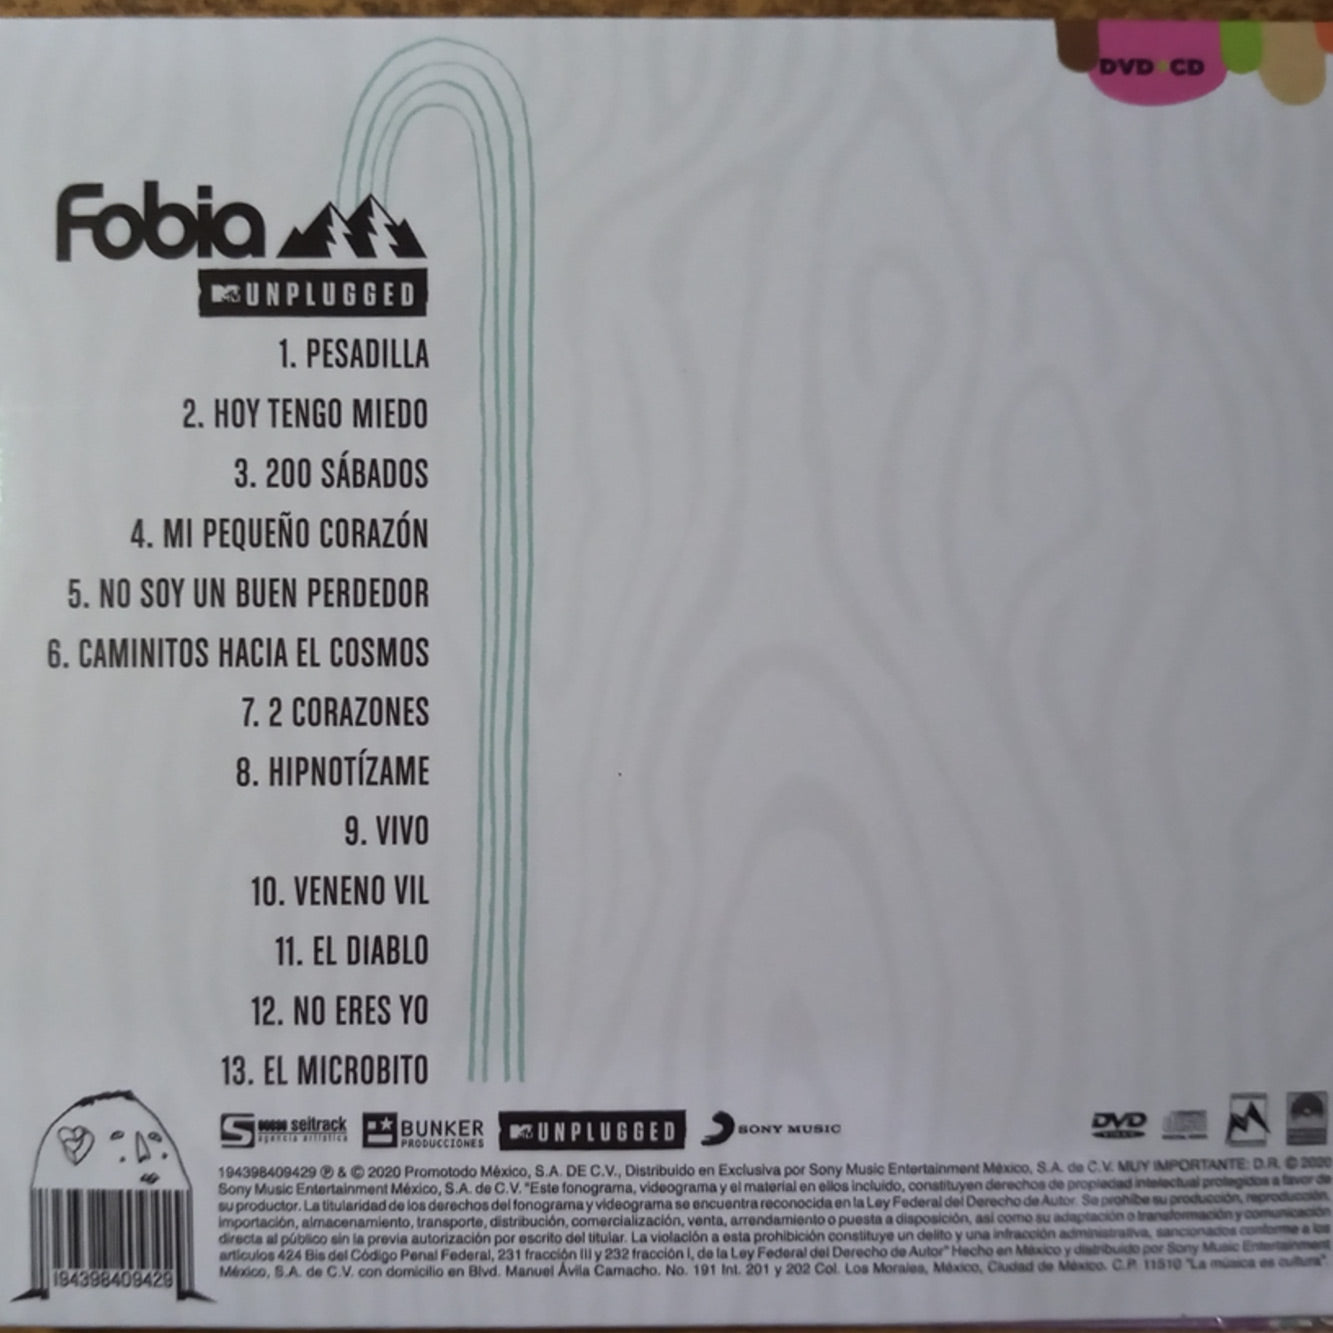 DVD+CD
Fobia
MTV UNPLUGGED
1. PESADILLA
2. HOY TENGO MIEDO
3. 200 SÁBADOS
4. MI PEQUEÑO CORAZÓN
5. NO SOY UN BUEN PERDEDOR
6. CAMINITOS HACIA EL COSMOS
7. 2 CORAZONES
8. HIPNOTÍZAME
9. VIVO
10. VENENO VIL
11. EL DIABLO
12. NO ERES YO
13. EL MICROBITO
seitrack agencia artística BUNKER PRODUCCIONES MTV UNPLUGGED SONY MUSIC DVD VIDEO
194398409429 ℗ & © 2020 Promotodo México, S.A. DE C.V., Distribuido en Exclusiva por Sony Music Entertainment México, S.A. de C.V. MUY IMPORTANTE: D.R. © 2020
Sony Music Entertainment México, S.A. de C.V. "Este fonograma, videograma y el material en ellos incluido, constituyen derechos de propiedad intelectual protegidos a favor de
su productor. La titularidad de los derechos del fonograma y videograma se encuentra reconocida en la Ley Federal del Derecho de Autor. Se prohíbe su producción, reproducción,
importación, almacenamiento, transporte, distribución, comercialización, venta, arrendamiento o puesta a disposición, así como su adaptación o transformación y comunicación
directa al público sin la previa autorización por escrito del titular. La violación a esta prohibición constituye un delito y una infracción administrativa, sancionados conforme a los
artículos 424 Bis del Código Penal Federal, 231 fracción III y 232 fracción I, de la Ley Federal del Derecho de Autor" Hecho en México y distribuido por Sony Music Entertainment
México, S.A. de C.V. con domicilio en Blvd. Manuel Ávila Camacho. No. 191 Int. 201 y 202 Col. Los Morales, México, Ciudad de México. C.P. 11510 "La música es cultura".
194398409429